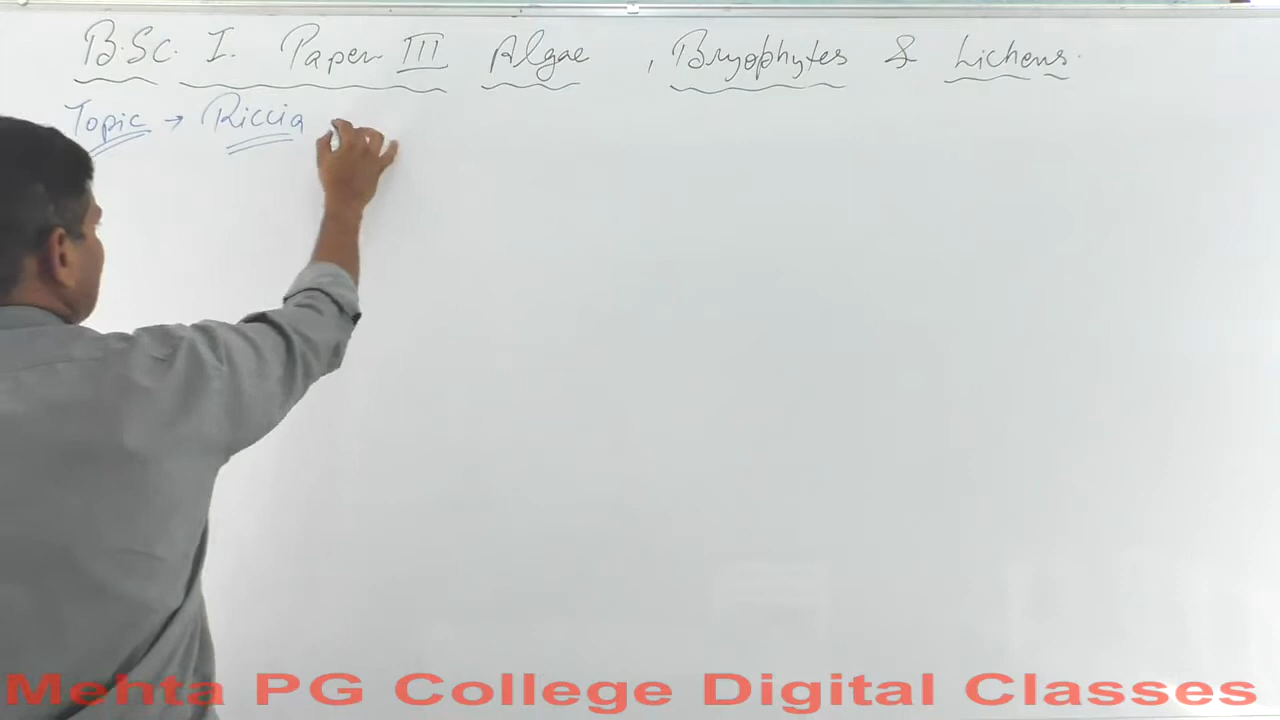 B.Sc. I. Paper III Algae, Bryophytes & Lichens.
Topic → Riccia
Mehta PG College Digital Classes